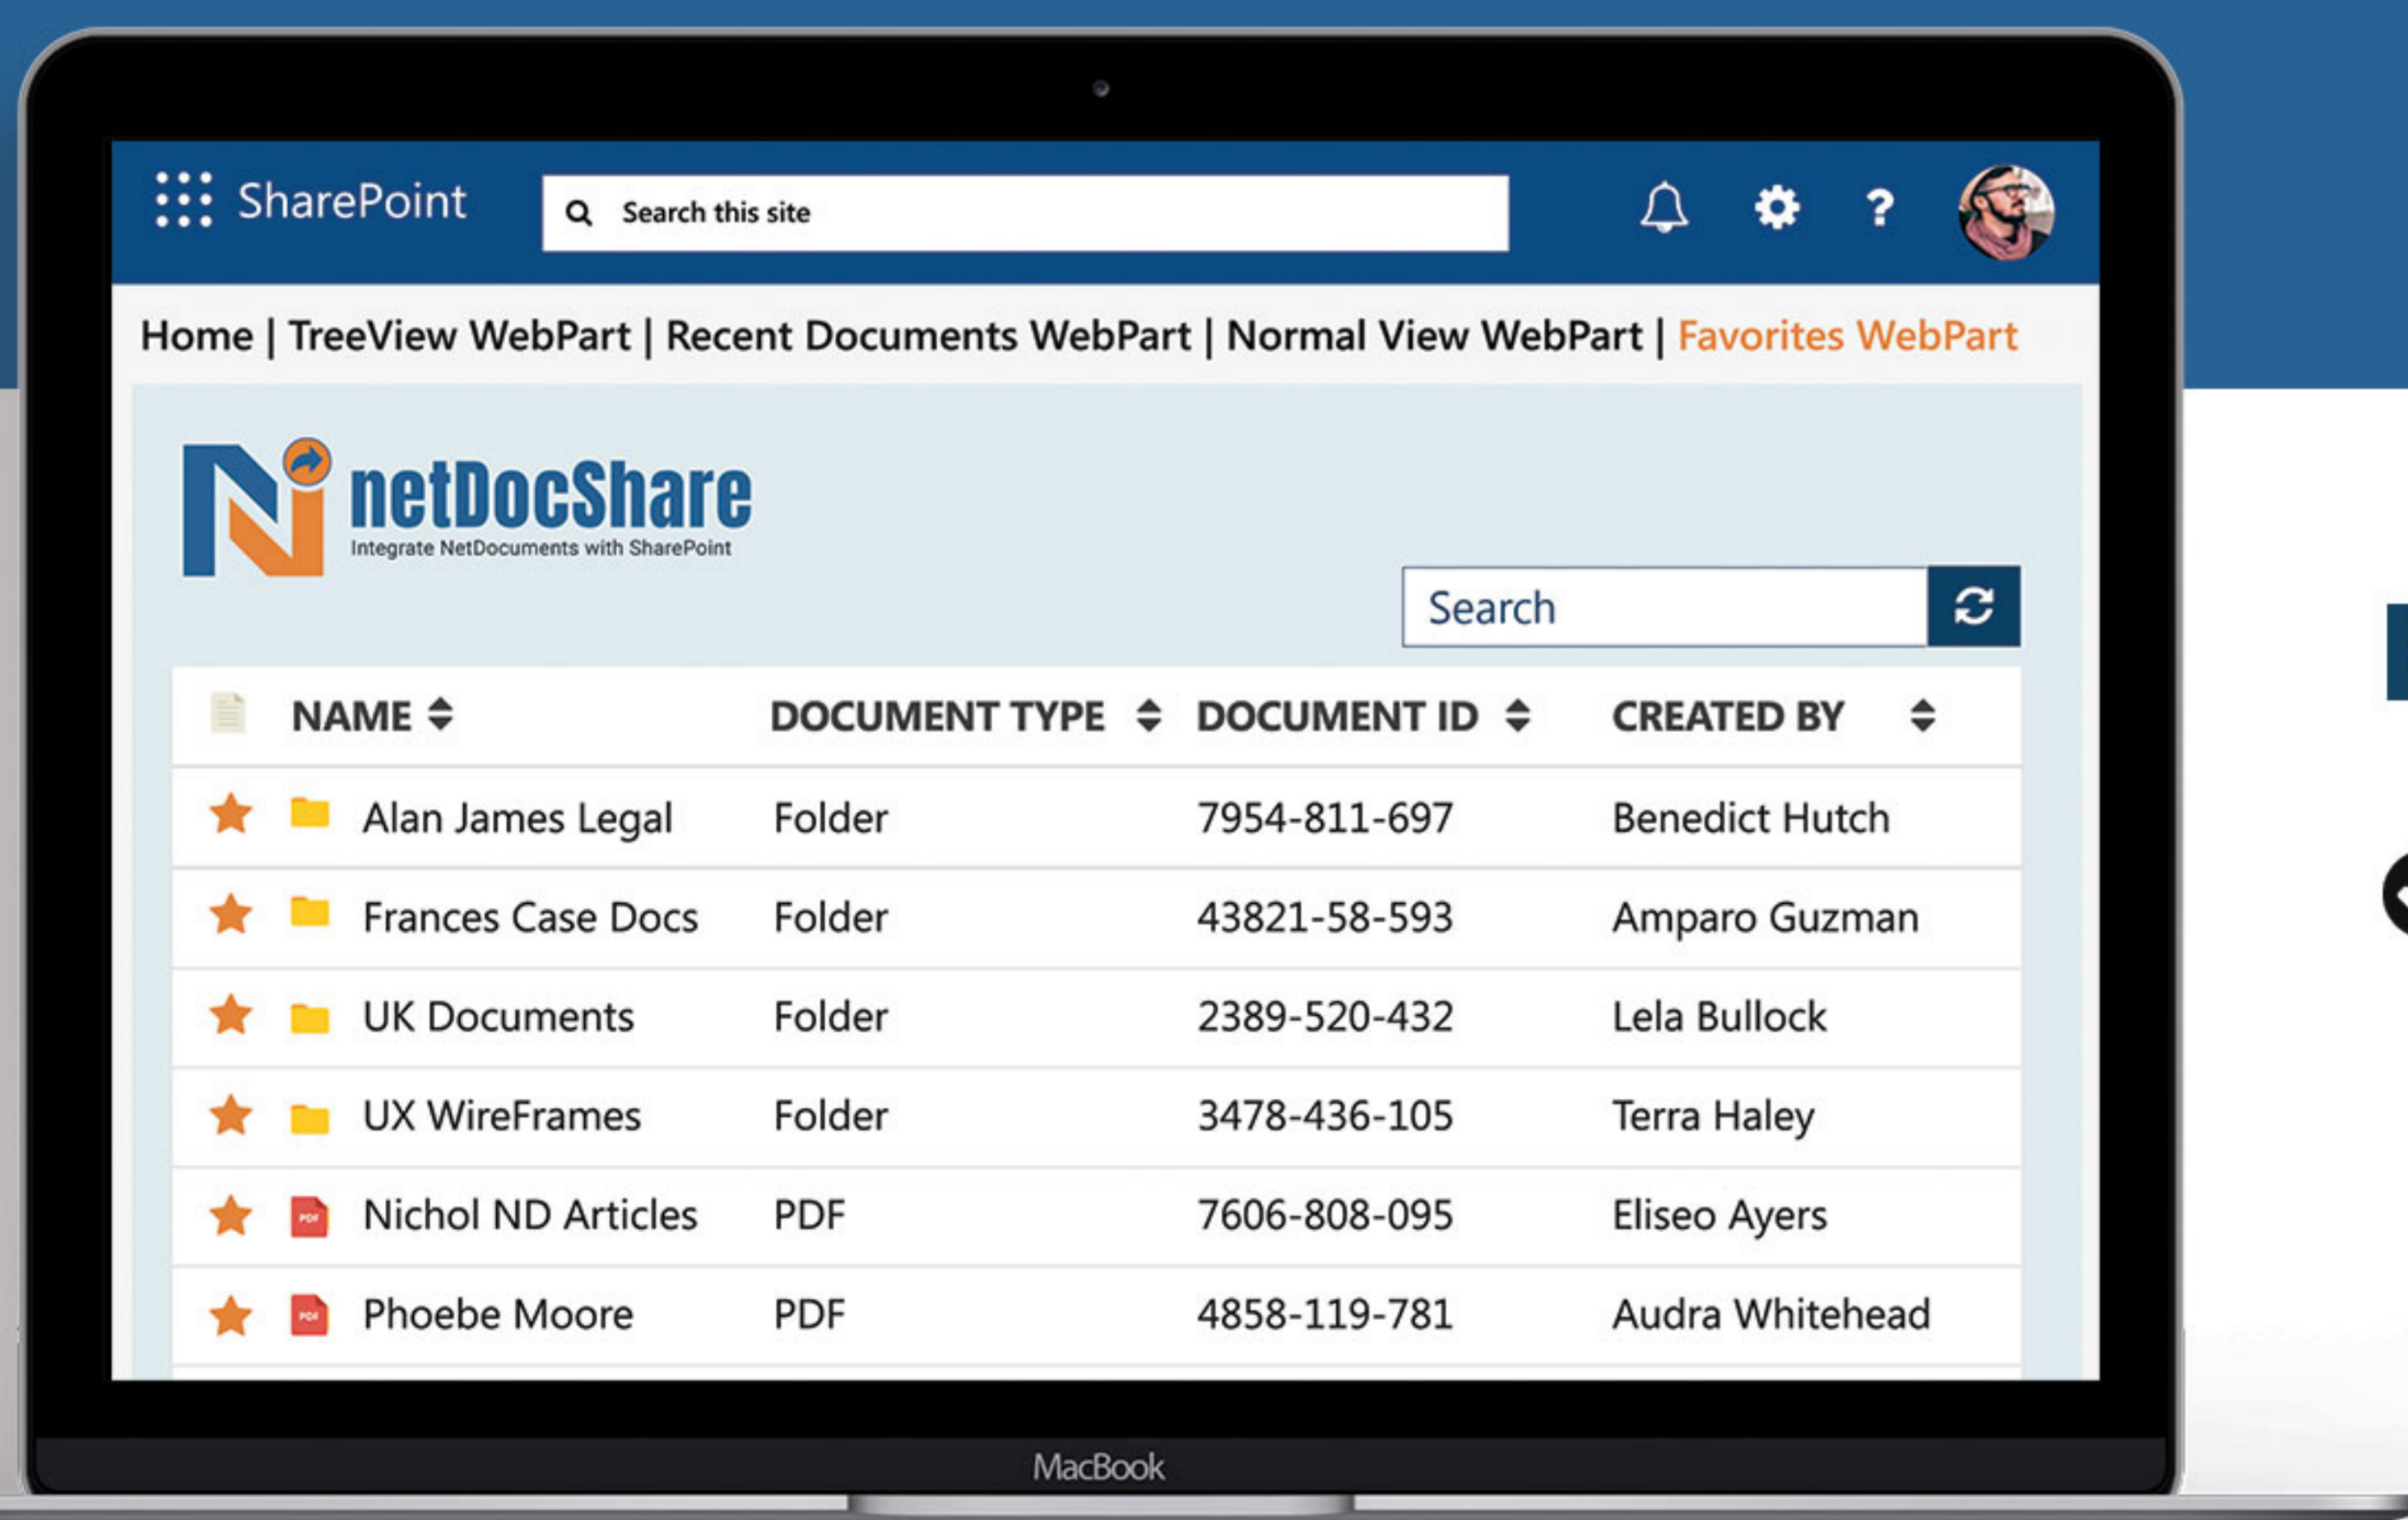 SharePoint
Search this site
Home | TreeView WebPart | Recent Documents WebPart | Normal View WebPart | Favorites WebPart
netDocShare
Integrate NetDocuments with SharePoint
Search
NAME DOCUMENT TYPE DOCUMENT ID CREATED BY
Alan James Legal Folder 7954-811-697 Benedict Hutch
Frances Case Docs Folder 43821-58-593 Amparo Guzman
UK Documents Folder 2389-520-432 Lela Bullock
UX WireFrames Folder 3478-436-105 Terra Haley
PDF Nichol ND Articles PDF 7606-808-095 Eliseo Ayers
PDF Phoebe Moore PDF 4858-119-781 Audra Whitehead
MacBook